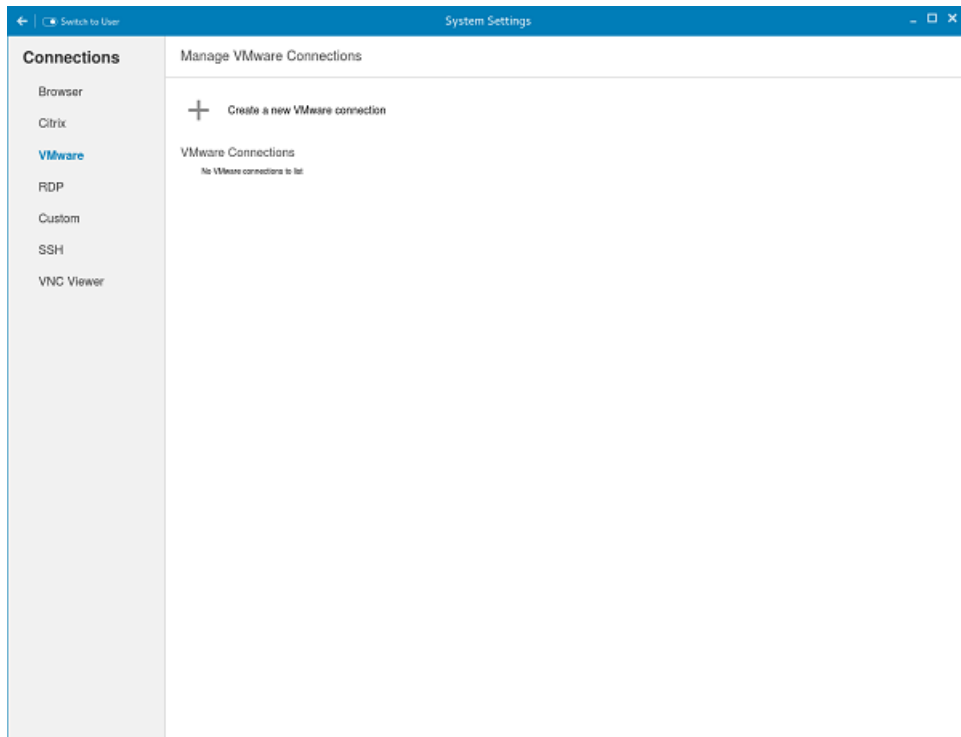 Switch to User
System Settings
Connections
Browser
Citrix
VMware
RDP
Custom
SSH
VNC Viewer
Manage VMware Connections
Create a new VMware connection
VMware Connections
No VMware connections to list